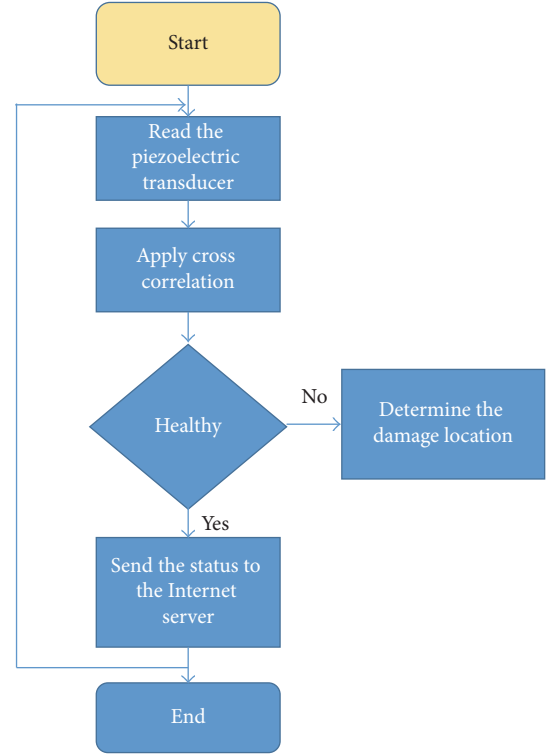 Start
Read the
piezoelectric
transducer
Apply cross
correlation
Healthy
No
Determine the
damage location
Yes
Send the status to
the Internet
server
End